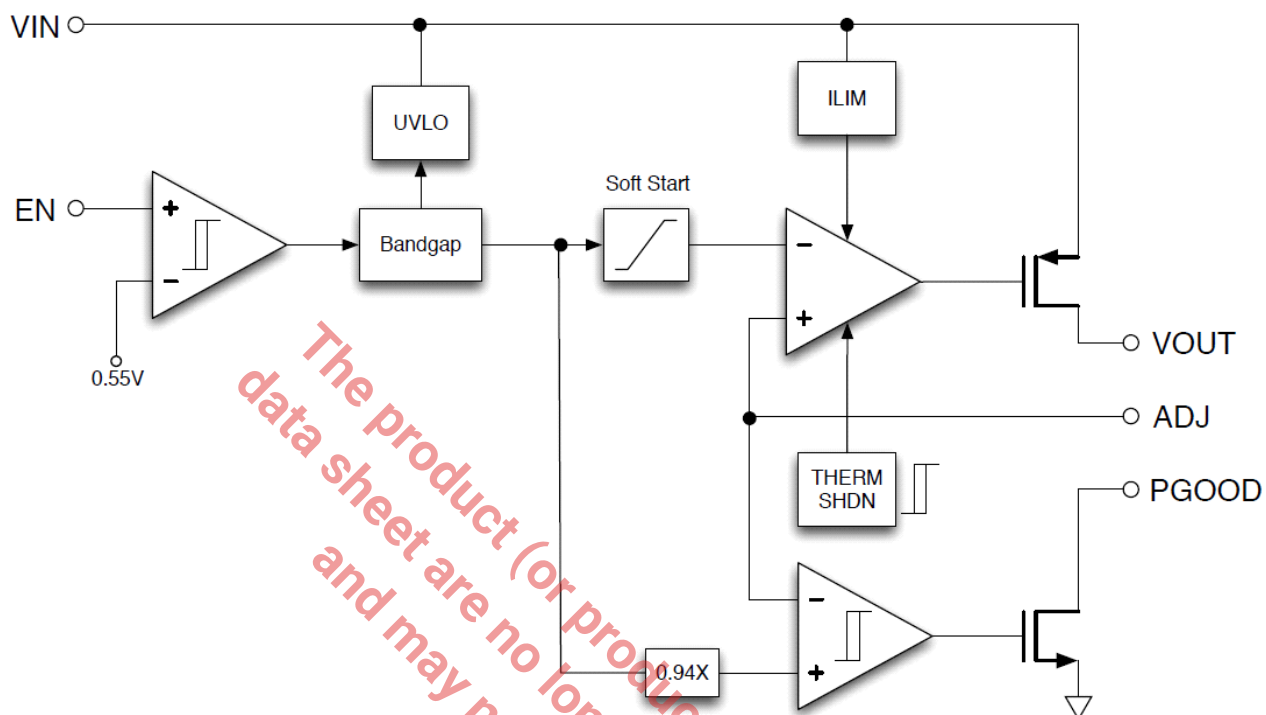 VIN
UVLO
ILIM
EN
+
−
0.55V
Bandgap
Soft Start
−
+
VOUT
ADJ
THERM
SHDN
PGOOD
−
+
0.94X
The product (or produc
data sheet are no lon
and may n